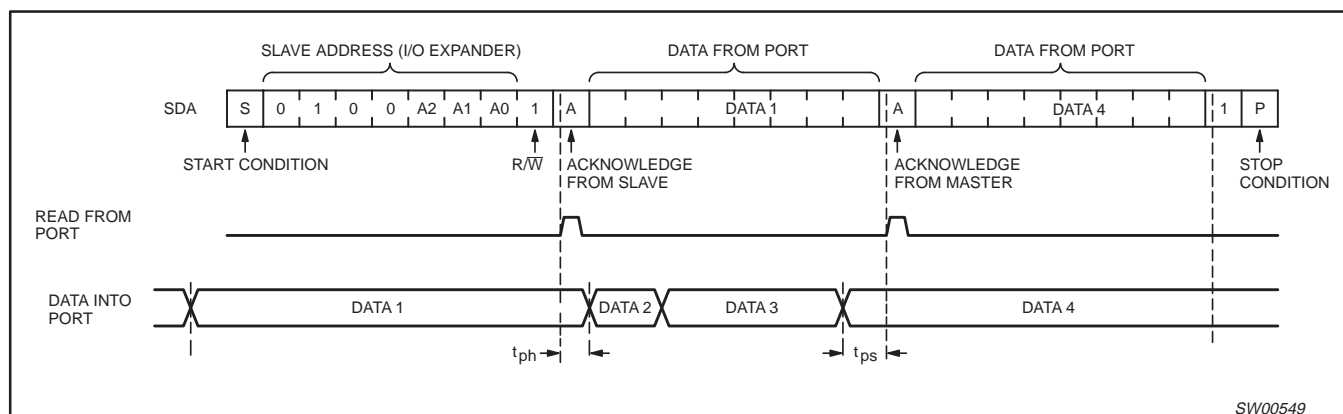 SLAVE ADDRESS (I/O EXPANDER) DATA FROM PORT DATA FROM PORT
SDA S 0 1 0 0 A2 A1 A0 1 A DATA 1 A DATA 4 1 P
START CONDITION R/W̅ ACKNOWLEDGE FROM SLAVE ACKNOWLEDGE FROM MASTER STOP CONDITION
READ FROM
PORT
DATA INTO
PORT
DATA 1 DATA 2 DATA 3 DATA 4
tph tps
SW00549